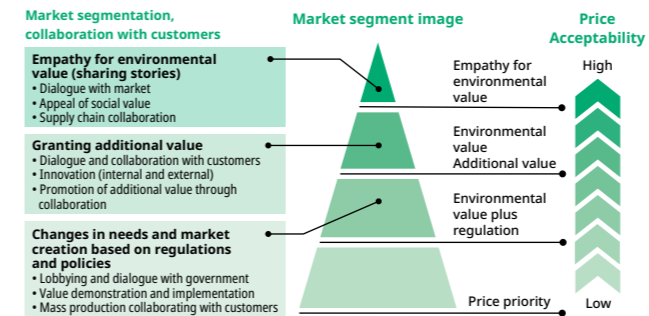 Market segmentation,
collaboration with customers
Empathy for environmental
value (sharing stories)
• Dialogue with market
• Appeal of social value
• Supply chain collaboration
Granting additional value
• Dialogue and collaboration with customers
• Innovation (internal and external)
• Promotion of additional value through
collaboration
Changes in needs and market
creation based on regulations
and policies
• Lobbying and dialogue with government
• Value demonstration and implementation
• Mass production collaborating with customers
Market segment image
Empathy for
environmental
value
Environmental
value
Additional value
Environmental
value plus
regulation
Price priority
Price
Acceptability
High
Low